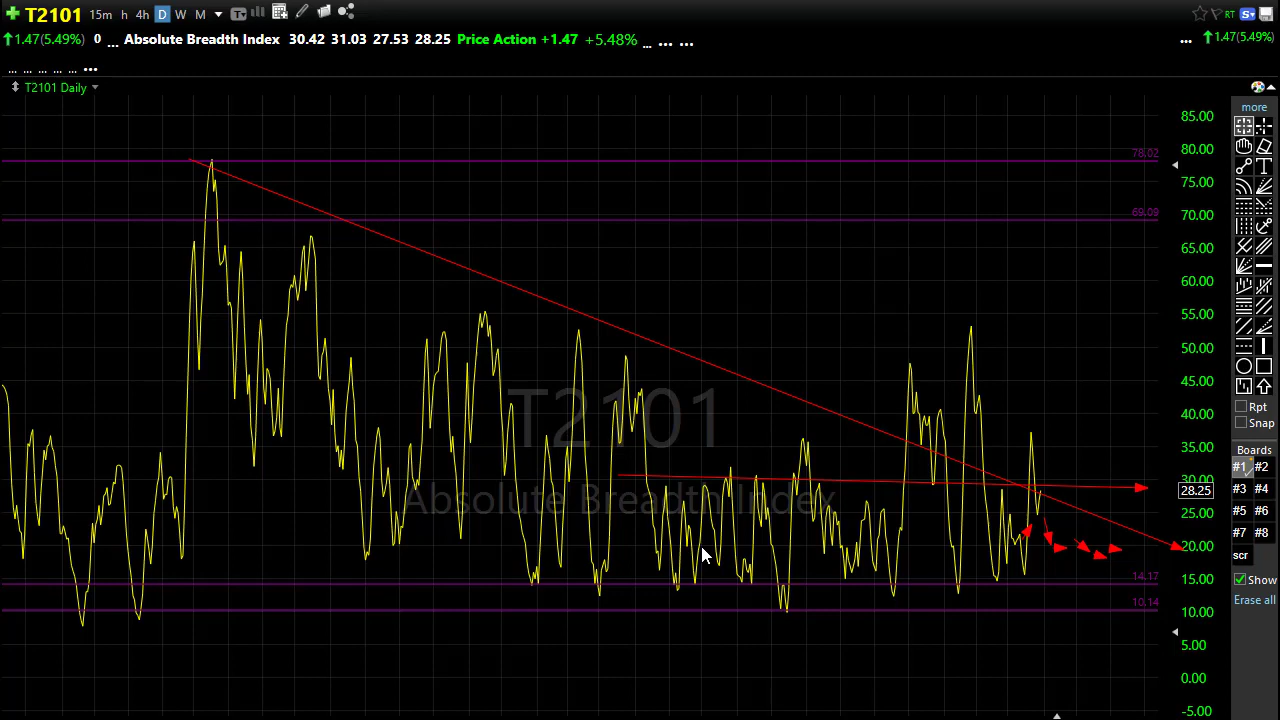 T2101 15m h 4h D W M T RT S
1.47(5.49%) 0 ... Absolute Breadth Index 30.42 31.03 27.53 28.25 Price Action +1.47 +5.48% ... ... ... ... 1.47(5.49%)
... ... ... ... ... ...
T2101 Daily
more
85.00
80.00
78.02
75.00
70.00
69.09
65.00
60.00
55.00
50.00
45.00
40.00
T2101
Rpt
Snap
35.00
Boards
30.00
#1 #2
28.25
#3 #4
Absolute Breadth Index
25.00
#5 #6
#7 #8
20.00
scr
15.00
14.17
Show
10.14
Erase all
10.00
5.00
0.00
-5.00